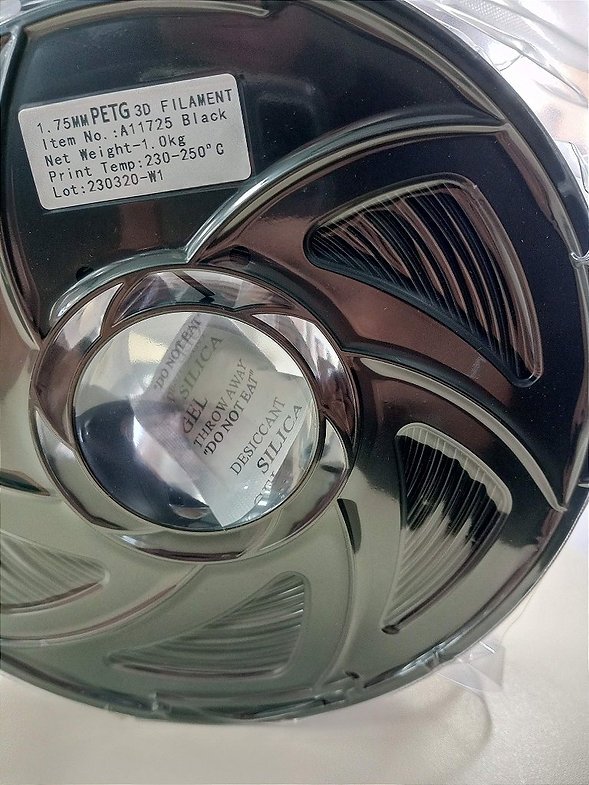 1.75MM PETG 3D FILAMENT
Item No.:A11725 Black
Net Weight-1.0kg
Print Temp:230-250°C
Lot:230320-W1
"DO NOT EAT"
SILICA
GEL
THROW AWAY
"DO NOT EAT"
DESICCANT
SILICA